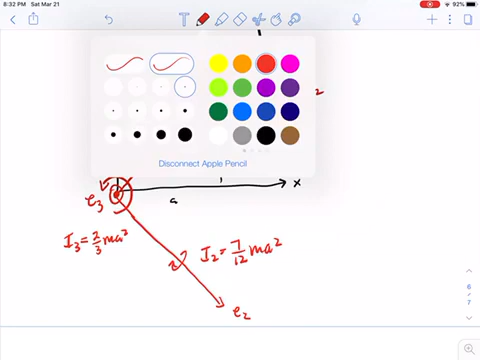 8:32 PM Sat Mar 21
92%
T
2
Disconnect Apple Pencil
x
a
e₃
I₃ = 2/3 ma²
I₂ = 7/12 ma²
e₂
6
7